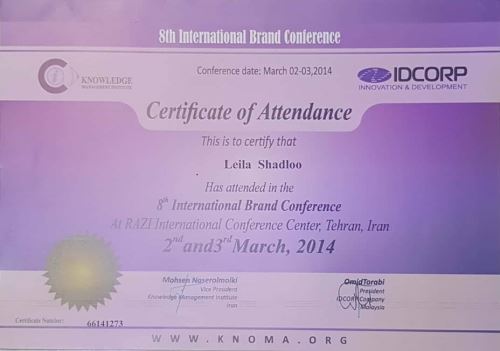 8th International Brand Conference
Conference date: March 02-03,2014
KNOWLEDGE
MANAGEMENT INSTITUTE
IDCORP
INNOVATION & DEVELOPMENT
Certificate of Attendance
This is to certify that
Leila Shadloo
Has attended in the
8th International Brand Conference
At RAZI International Conference Center, Tehran, Iran
2nd and 3rd March, 2014
Mohsen Naseralmolki
Vice President
Knowledge Management Institute
Iran
Omid Torabi
President
IDCORP Company
Malaysia
Certificate Number:
66141273
WWW.KNOMA.ORG